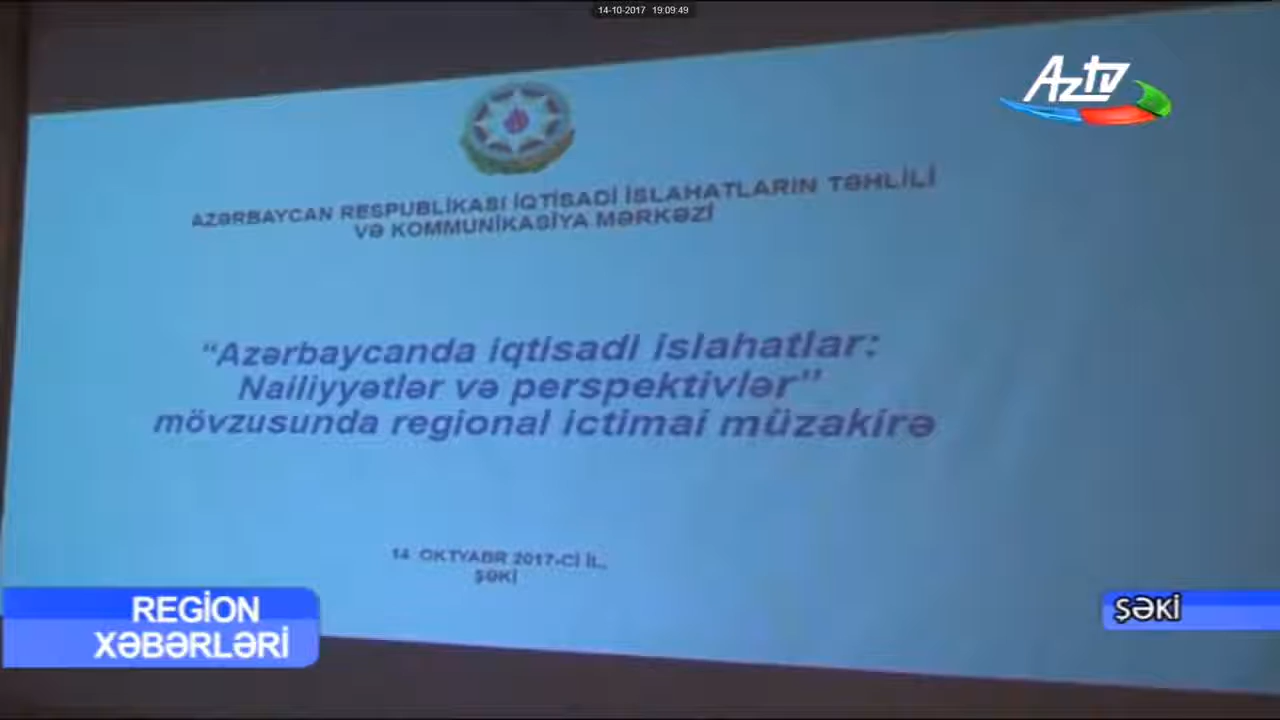 14-10-2017 19:09:49
AzTV
AZƏRBAYCAN RESPUBLİKASI İQTİSADİ İSLAHATLARIN TƏHLİLİ
VƏ KOMMUNİKASİYA MƏRKƏZİ
“Azərbaycanda iqtisadi islahatlar:
Nailiyyətlər və perspektivlər”
mövzusunda regional ictimai müzakirə
14 OKTYABR 2017-Cİ İL,
ŞƏKİ
REGİON
XƏBƏRLƏRİ
ŞƏKİ